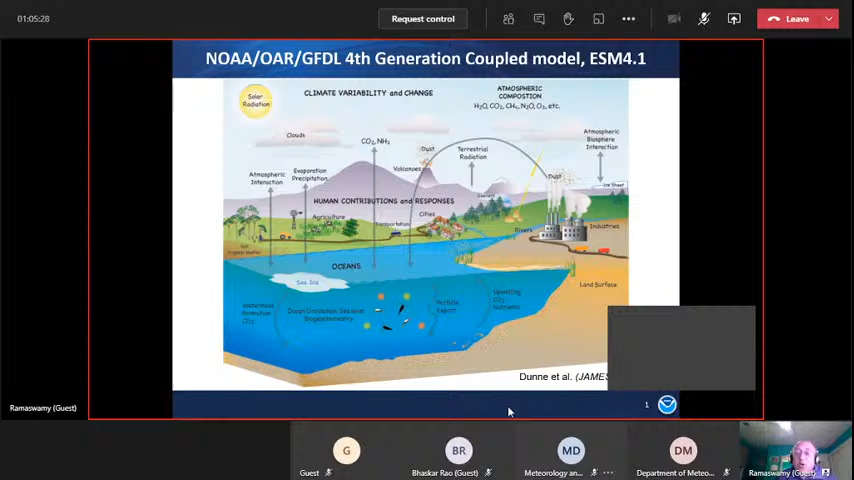 01:05:28
Request control
Leave
NOAA/OAR/GFDL 4th Generation Coupled model, ESM4.1
Solar
Radiation
CLIMATE VARIABILITY and CHANGE
ATMOSPHERIC
COMPOSTION
H₂O, CO₂, CH₄, N₂O, O₃, etc.
Clouds
CO₂, NH₃
Dust
Terrestrial
Radiation
Atmospheric
Biosphere
Interaction
Volcanoes
Atmospheric
Interaction
Evaporation
Precipitation
Dust
Ice Sheet
HUMAN CONTRIBUTIONS and RESPONSES
Agriculture
Transportation
Cities
Rivers
Industries
OCEANS
Sea Ice
Land Surface
Watermass
Formation
CO₂
Ocean Circulation, Sea Level
Biogeochemistry
Particle
Export
Upwelling
CO₂
Nutrients
Dunne et al. (JAMES
1
Ramaswamy (Guest)
G
BR
MD
DM
Guest
Bhaskar Rao (Guest)
Meteorology an...
Department of Meteo...
Ramaswamy (Guest)